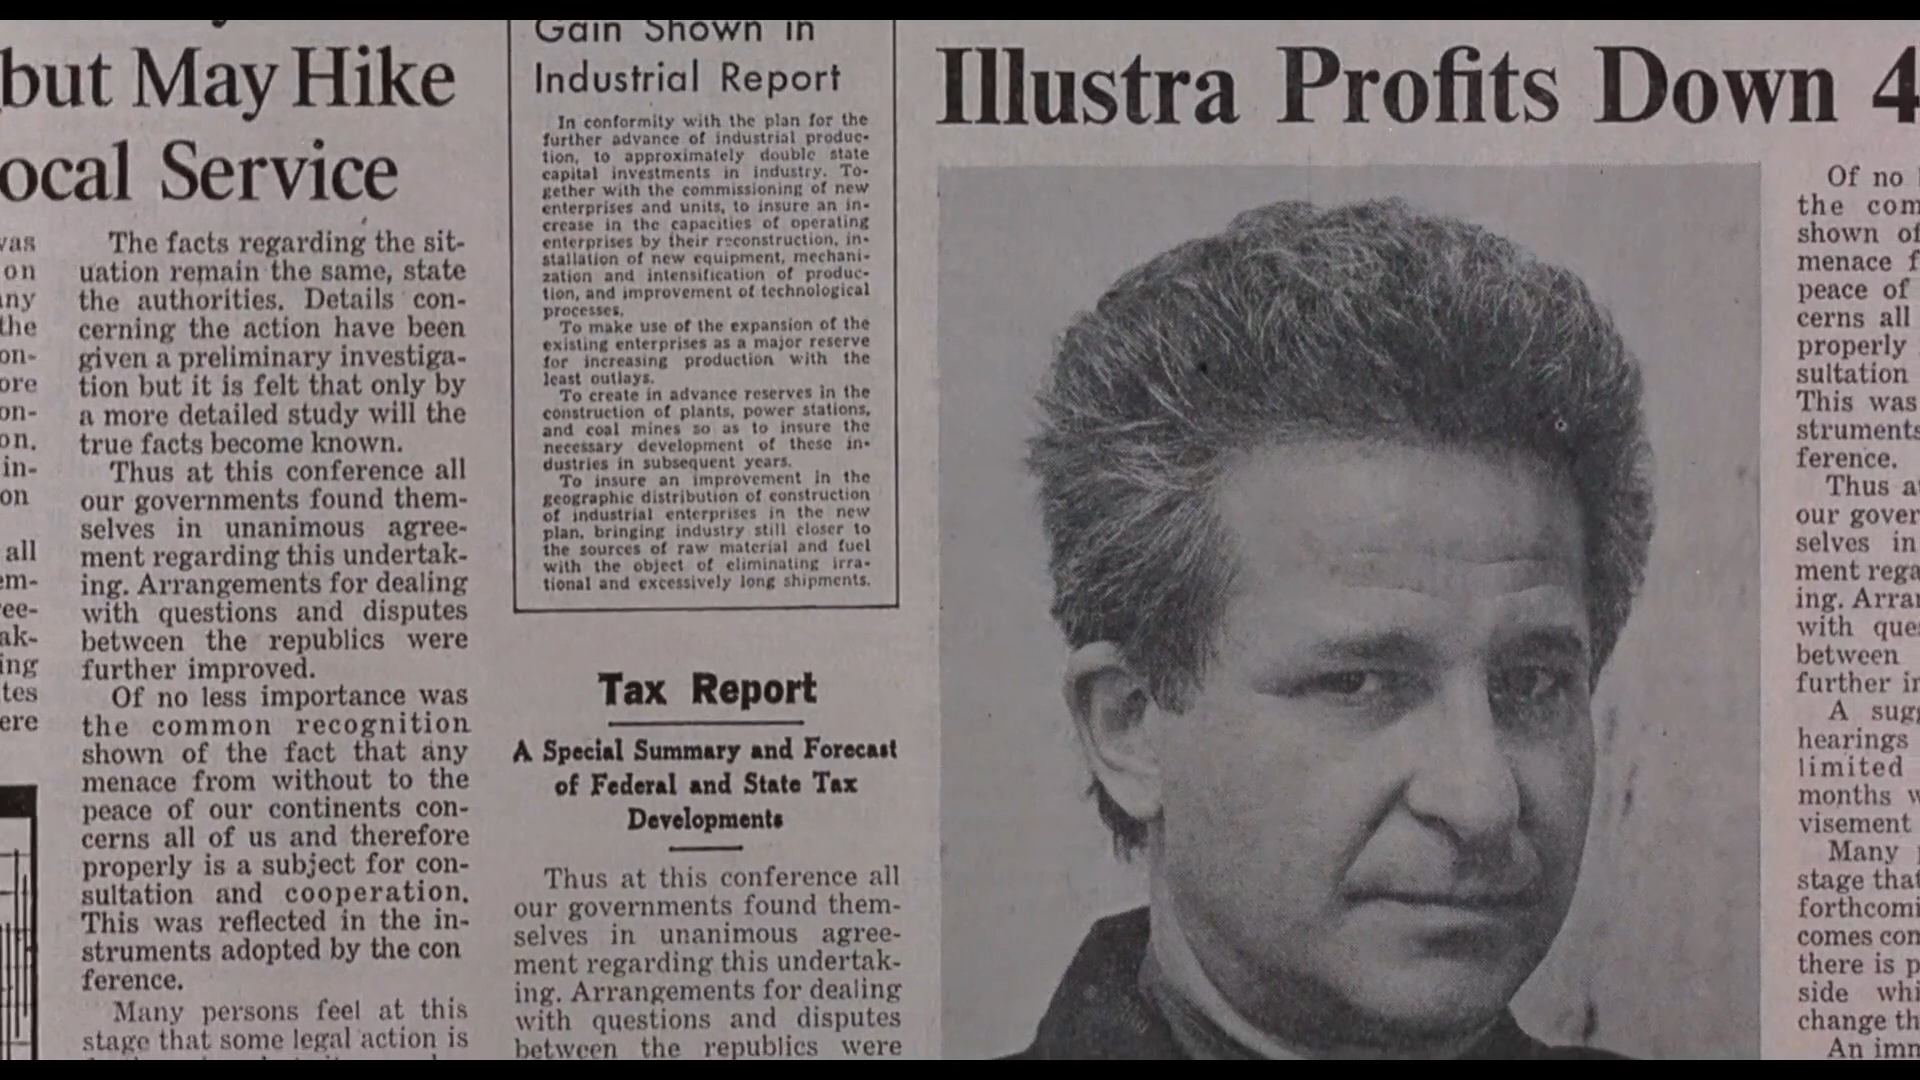 but May Hike
ocal Service
was
on
any
the
on-
ore
on-
on.
in-
on
all
em-
ee-
ak-
ing
tes
ere
The facts regarding the sit-
uation remain the same, state
the authorities. Details con-
cerning the action have been
given a preliminary investiga-
tion but it is felt that only by
a more detailed study will the
true facts become known.
Thus at this conference all
our governments found them-
selves in unanimous agree-
ment regarding this undertak-
ing. Arrangements for dealing
with questions and disputes
between the republics were
further improved.
Of no less importance was
the common recognition
shown of the fact that any
menace from without to the
peace of our continents con-
cerns all of us and therefore
properly is a subject for con-
sultation and cooperation.
This was reflected in the in-
struments adopted by the con
ference.
Many persons feel at this
stage that some legal action is
Gain Shown in
Industrial Report
In conformity with the plan for the
further advance of industrial produc-
tion, to approximately double state
capital investments in industry. To-
gether with the commissioning of new
enterprises and units, to insure an in-
crease in the capacities of operating
enterprises by their reconstruction, in-
stallation of new equipment, mechani-
zation and intensification of produc-
tion, and improvement of technological
processes.
To make use of the expansion of the
existing enterprises as a major reserve
for increasing production with the
least outlays.
To create in advance reserves in the
construction of plants, power stations,
and coal mines so as to insure the
necessary development of these in-
dustries in subsequent years.
To insure an improvement in the
geographic distribution of construction
of industrial enterprises in the new
plan, bringing industry still closer to
the sources of raw material and fuel
with the object of eliminating irra-
tional and excessively long shipments.
Tax Report
A Special Summary and Forecast
of Federal and State Tax
Developments
Thus at this conference all
our governments found them-
selves in unanimous agree-
ment regarding this undertak-
ing. Arrangements for dealing
with questions and disputes
between the republics were
Illustra Profits Down 4
Of no
the com
shown of
menace f
peace of
cerns all
properly
sultation
This was
struments
ference.
Thus a
our gover
selves in
ment rega
ing. Arran
with ques
between
further in
A sugg
hearings
limited
months w
visement
Many p
stage that
forthcomi
comes con
there is p
side whi
change th
An imm